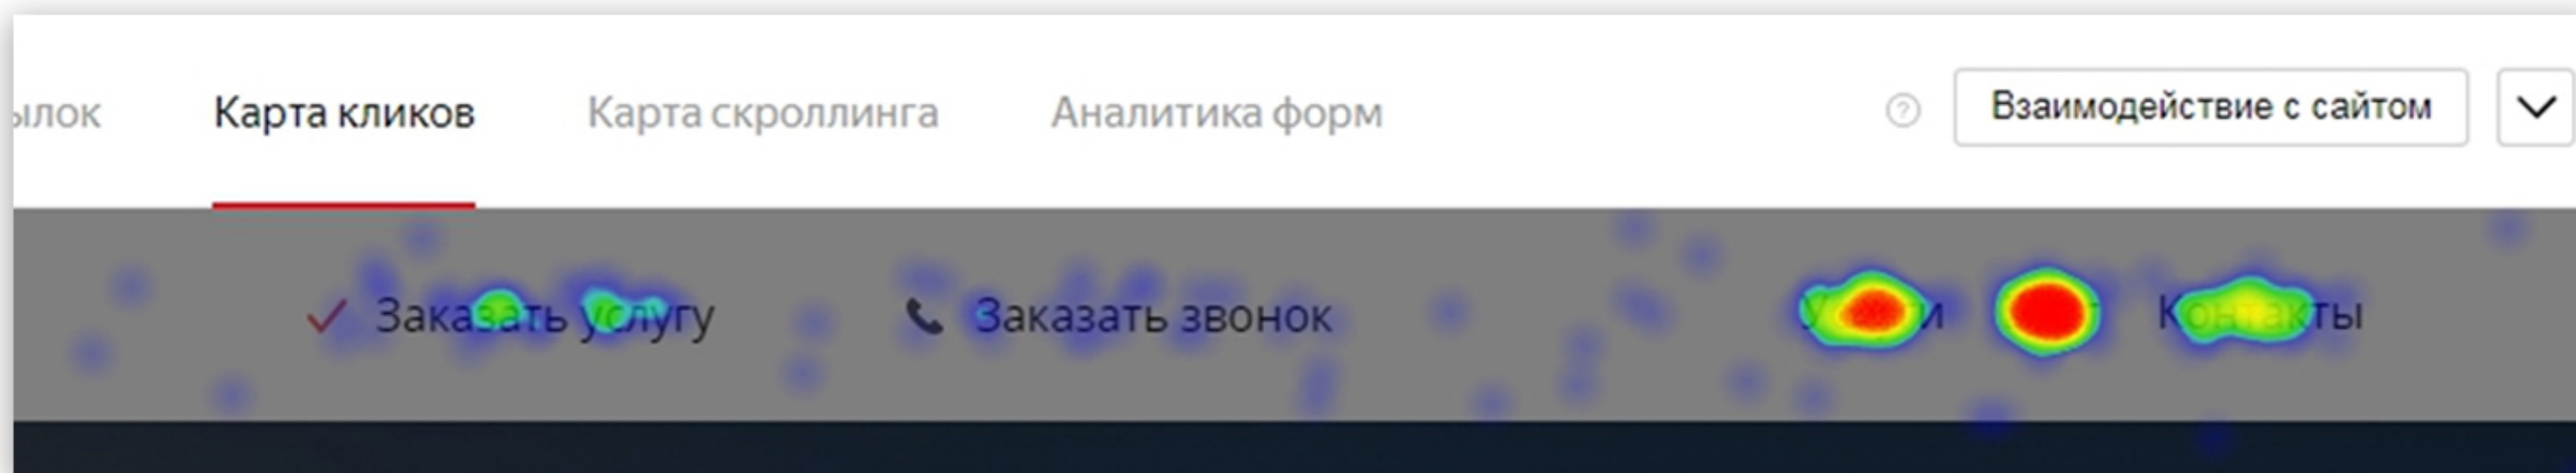 ылок Карта кликов Карта скроллинга Аналитика форм ? Взаимодействие с сайтом
Заказать услугу Заказать звонок Контакты